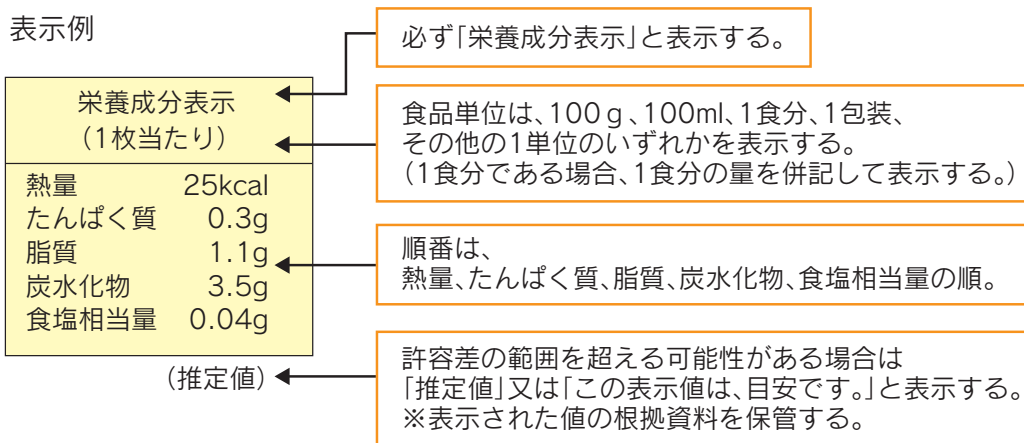 表示例
必ず「栄養成分表示」と表示する。
栄養成分表示
（1枚当たり）
食品単位は、100ｇ、100ml、1食分、1包装、
その他の1単位のいずれかを表示する。
（1食分である場合、1食分の量を併記して表示する。）
熱量 25kcal
たんぱく質 0.3g
脂質 1.1g
炭水化物 3.5g
食塩相当量 0.04g
順番は、
熱量、たんぱく質、脂質、炭水化物、食塩相当量の順。
（推定値）
許容差の範囲を超える可能性がある場合は
「推定値」又は「この表示値は、目安です。」と表示する。
※表示された値の根拠資料を保管する。